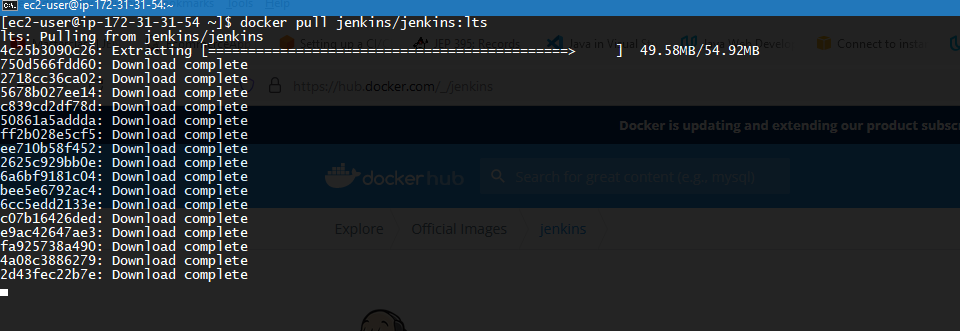 ec2-user@ip-172-31-31-54:~
[ec2-user@ip-172-31-31-54 ~]$ docker pull jenkins/jenkins:lts
lts: Pulling from jenkins/jenkins
4c25b3090c26: Extracting [=============================================>     ]  49.58MB/54.92MB
750d566fdd60: Download complete
2718cc36ca02: Download complete
5678b027ee14: Download complete
c839cd2df78d: Download complete
50861a5addda: Download complete
ff2b028e5cf5: Download complete
ee710b58f452: Download complete
2625c929bb0e: Download complete
6a6bf9181c04: Download complete
bee5e6792ac4: Download complete
6cc5edd2133e: Download complete
c07b16426ded: Download complete
e9ac42647ae3: Download complete
fa925738a490: Download complete
4a08c3886279: Download complete
2d43fec22b7e: Download complete
https://hub.docker.com/_/jenkins
Docker is updating and extending our product subsc
docker hub
Search for great content (e.g., mysql)
Explore
Official Images
Jenkins